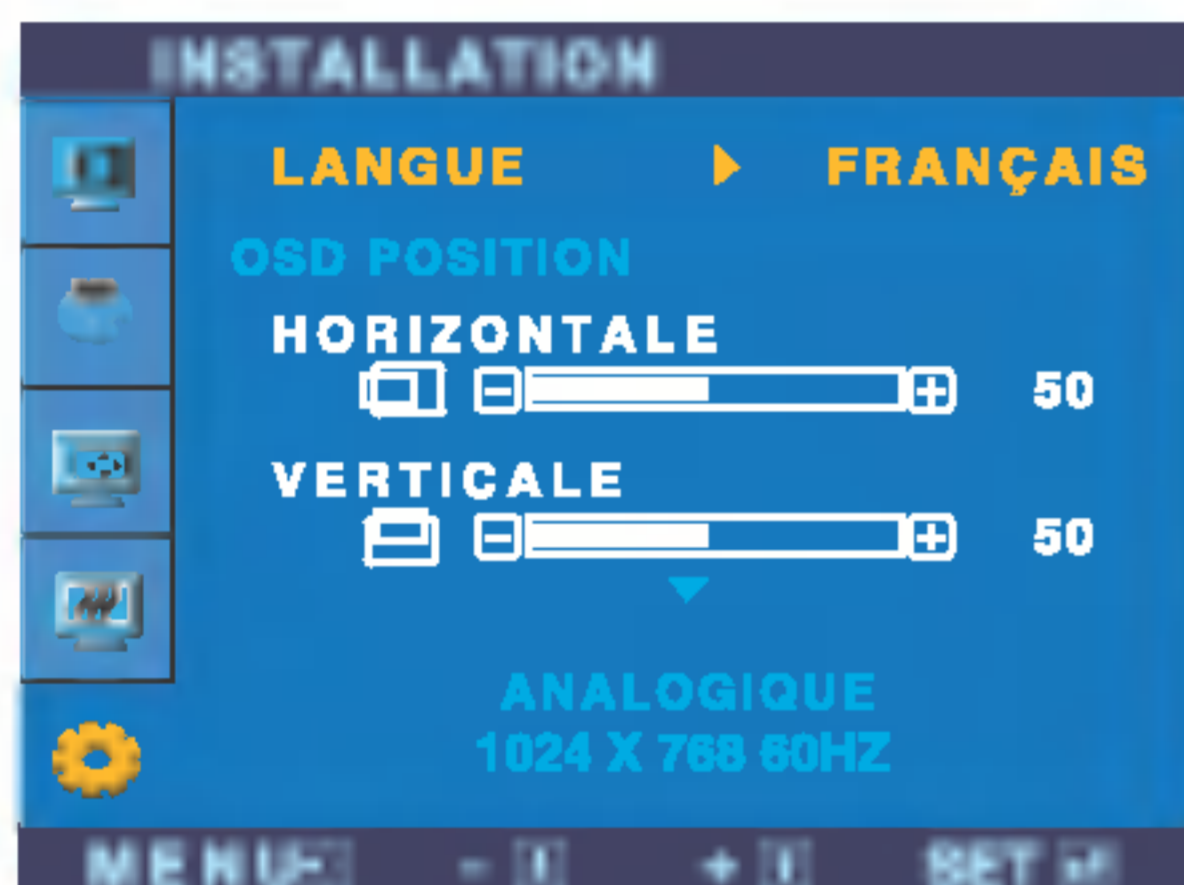 INSTALLATION
LANGUE FRANÇAIS
OSD POSITION
HORIZONTALE
50
VERTICALE
50
ANALOGIQUE
1024 X 768 60HZ
MENU - + SET